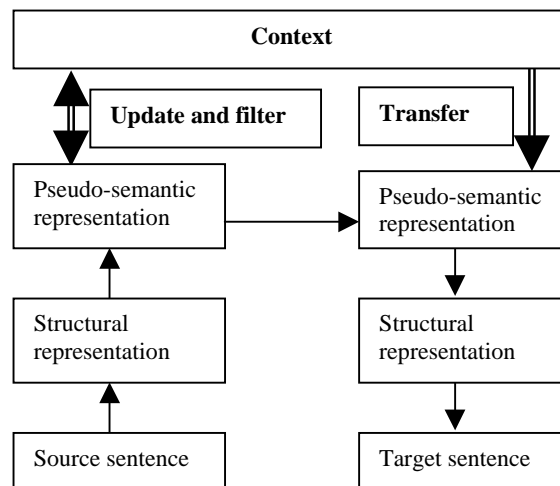 Context
Update and filter
Transfer
Pseudo-semantic
representation
Pseudo-semantic
representation
Structural
representation
Structural
representation
Source sentence
Target sentence